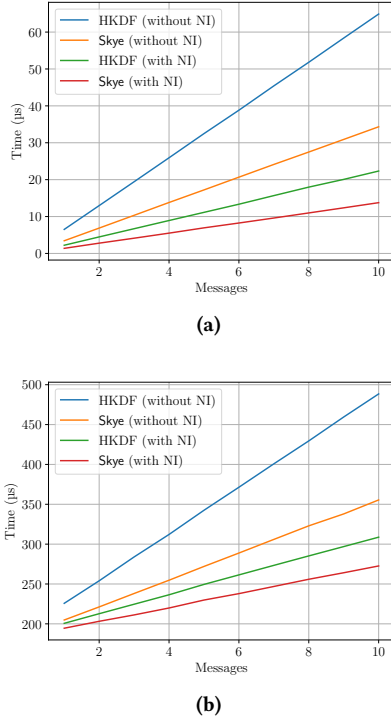 60
50
40
30
20
10
0
Time (µs)
HKDF (without NI)
Skye (without NI)
HKDF (with NI)
Skye (with NI)
2 4 6 8 10
Messages
(a)
500
450
400
350
300
250
200
Time (µs)
HKDF (without NI)
Skye (without NI)
HKDF (with NI)
Skye (with NI)
2 4 6 8 10
Messages
(b)